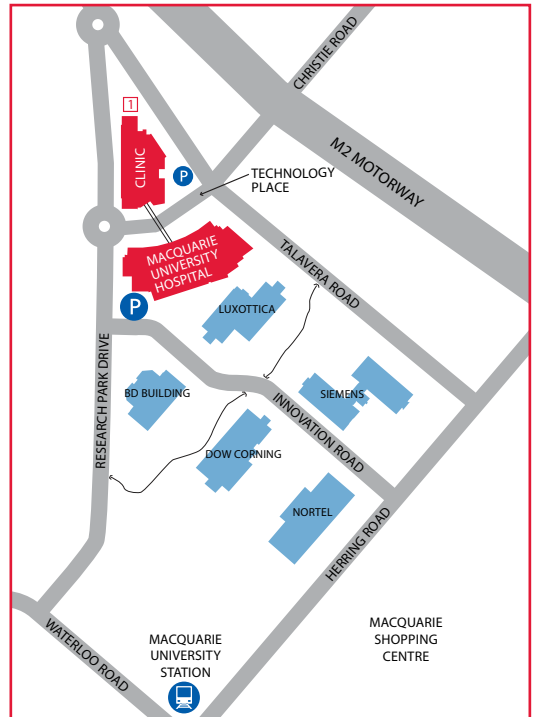 CHRISTIE ROAD
1
CLINIC
P
M2 MOTORWAY
TECHNOLOGY
PLACE
MACQUARIE
UNIVERSITY
HOSPITAL
TALAVERA ROAD
P
LUXOTTICA
RESEARCH PARK DRIVE
BD BUILDING
SIEMENS
INNOVATION ROAD
DOW CORNING
NORTEL
HERRING ROAD
WATERLOO ROAD
MACQUARIE
UNIVERSITY
STATION
MACQUARIE
SHOPPING
CENTRE